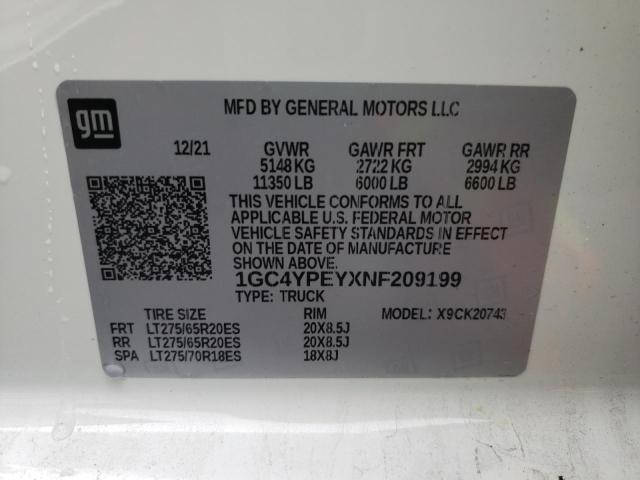 gm
MFD BY GENERAL MOTORS LLC
12/21 GVWR GAV/R FRT GAWR RR
5148 KG 2722 KG 2994 KG
11350 LB 6000 LB 6600 LB
THIS VEHICLE CONFORMS TO ALL
APPLICABLE U.S. FEDERAL MOTOR
VEHICLE SAFETY STANDARDS IN EFFECT
ON THE DATE OF MANUFACTURE
SHOWN ABOVE.
1GC4YPEYXNF209199
TYPE: TRUCK
TIRE SIZE RIM MODEL: X9CK20743
FRT LT275/65R20ES 20X8.5J
RR LT275/65R20ES 20X8.5J
SPA LT275/70R18ES 18X8J